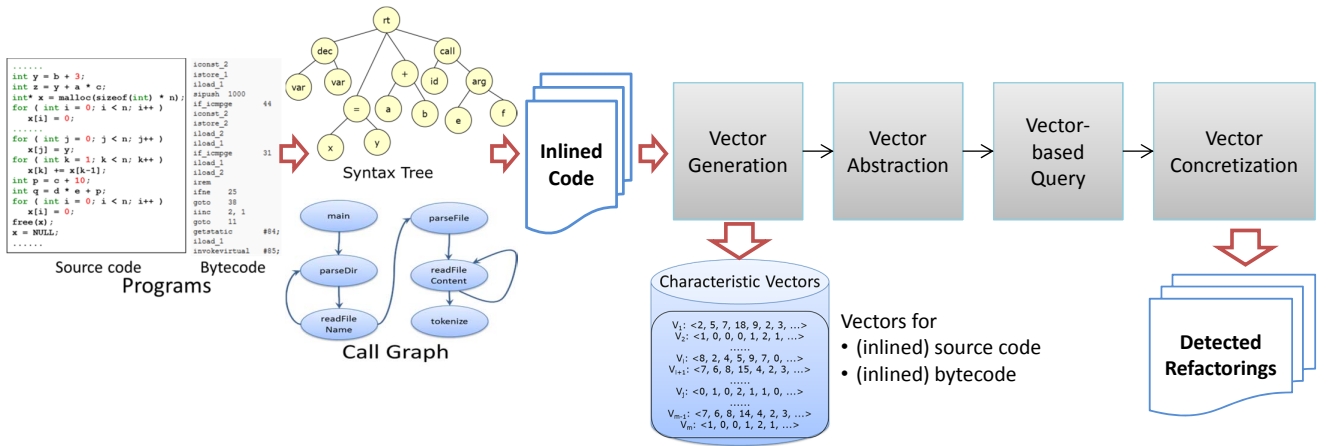 ......
int y = b + 3;
int z = y + a * c;
int* x = malloc(sizeof(int) * n);
for ( int i = 0; i < n; i++ )
x[i] = 0;
......
for ( int j = 0; j < n; j++ )
x[j] = y;
for ( int k = 1; k < n; k++ )
x[k] += x[k-1];
int p = c + 10;
int q = d * e + p;
for ( int i = 0; i < n; i++ )
x[i] = 0;
free(x);
x = NULL;
......
Source code
iconst_2
istore_1
iload_1
sipush 1000
if_icmpge 44
iconst_2
istore_2
iload_2
iload_1
if_icmpge 31
iload_1
iload_2
irem
ifne 25
goto 38
iinc 2, 1
goto 11
getstatic #84;
iload_1
invokevirtual #85;
Bytecode
Programs
rt
dec
call
var
var
+
id
arg
=
a
b
e
f
x
y
Syntax Tree
main
parseDir
readFile
Name
parseFile
readFile
Content
tokenize
Call Graph
Inlined
Code
Vector
Generation
Vector
Abstraction
Vector-
based
Query
Vector
Concretization
Characteristic Vectors
V1: <2, 5, 7, 18, 9, 2, 3, ...>
V2: <1, 0, 0, 0, 1, 2, 1, ...>
......
Vi: <8, 2, 4, 5, 9, 7, 0, ...>
Vi+1: <7, 6, 8, 15, 4, 2, 3, ...>
......
Vj: <0, 1, 0, 2, 1, 1, 0, ...>
......
Vm-1: <7, 6, 8, 14, 4, 2, 3, ...>
Vm: <1, 0, 0, 1, 2, 1, ...>
Vectors for
• (inlined) source code
• (inlined) bytecode
Detected
Refactorings